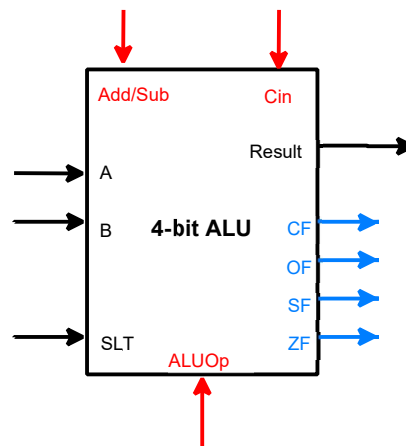 Add/Sub
Cin
Result
A
B
4-bit ALU
CF
OF
SF
SLT
ZF
ALUOp